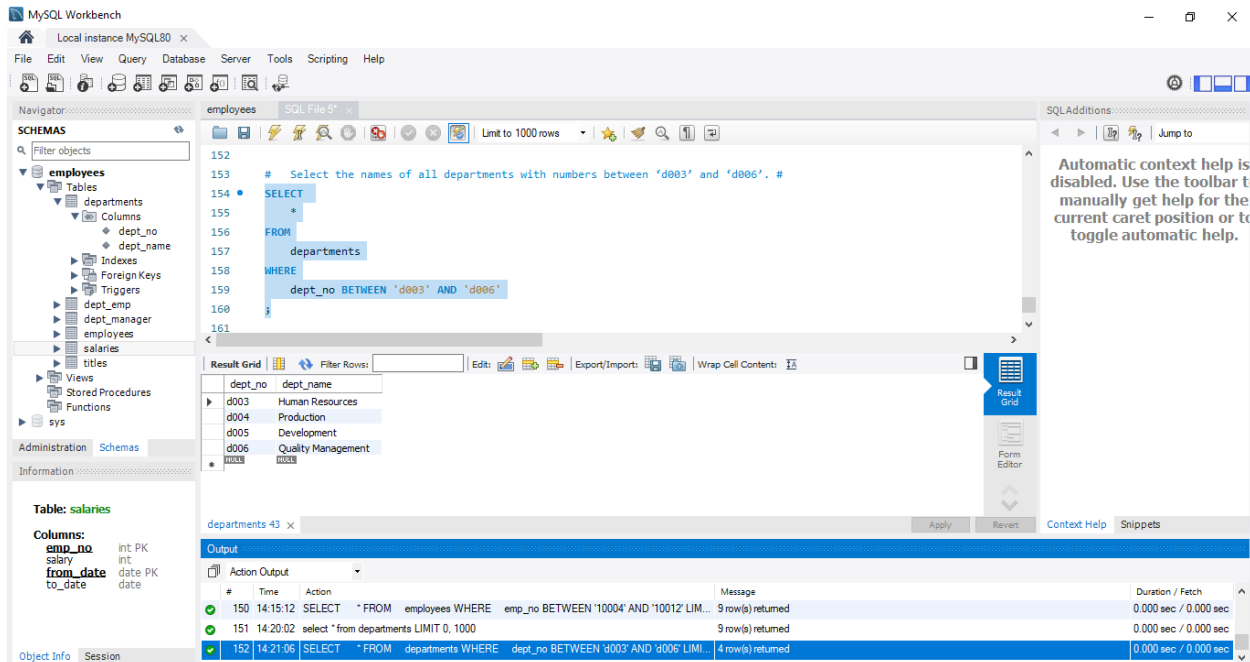 MySQL Workbench
Local instance MySQL80
File Edit View Query Database Server Tools Scripting Help
Navigator
SCHEMAS
Filter objects
employees
Tables
departments
Columns
dept_no
dept_name
Indexes
Foreign Keys
Triggers
dept_emp
dept_manager
employees
salaries
titles
Views
Stored Procedures
Functions
sys
Administration Schemas
Information
Table: salaries
Columns:
emp_no int PK
salary int
from_date date PK
to_date date
Object Info Session
employees SQL File 5*
Limit to 1000 rows
152
153 # Select the names of all departments with numbers between ‘d003’ and ‘d006’. #
154 SELECT
155 *
156 FROM
157 departments
158 WHERE
159 dept_no BETWEEN 'd003' AND 'd006'
160 ;
161
Result Grid Filter Rows: Edit: Export/Import: Wrap Cell Content:
dept_no dept_name
d003 Human Resources
d004 Production
d005 Development
d006 Quality Management
NULL NULL
Result Grid
Form Editor
departments 43 Apply Revert
Output
Action Output
# Time Action Message Duration / Fetch
150 14:15:12 SELECT * FROM employees WHERE emp_no BETWEEN '10004' AND '10012' LIM... 9 row(s) returned 0.000 sec / 0.000 sec
151 14:20:02 select * from departments LIMIT 0, 1000 9 row(s) returned 0.000 sec / 0.000 sec
152 14:21:06 SELECT * FROM departments WHERE dept_no BETWEEN 'd003' AND 'd006' LIMI... 4 row(s) returned 0.000 sec / 0.000 sec
SQLAdditions
Jump to
Automatic context help is
disabled. Use the toolbar t
manually get help for the
current caret position or to
toggle automatic help.
Context Help Snippets